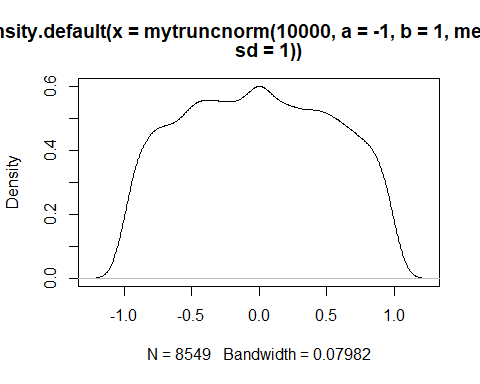 nsity.default(x = mytruncnorm(10000, a = -1, b = 1, me
sd = 1))
Density
0.0
0.2
0.4
0.6
-1.0 -0.5 0.0 0.5 1.0
N = 8549 Bandwidth = 0.07982